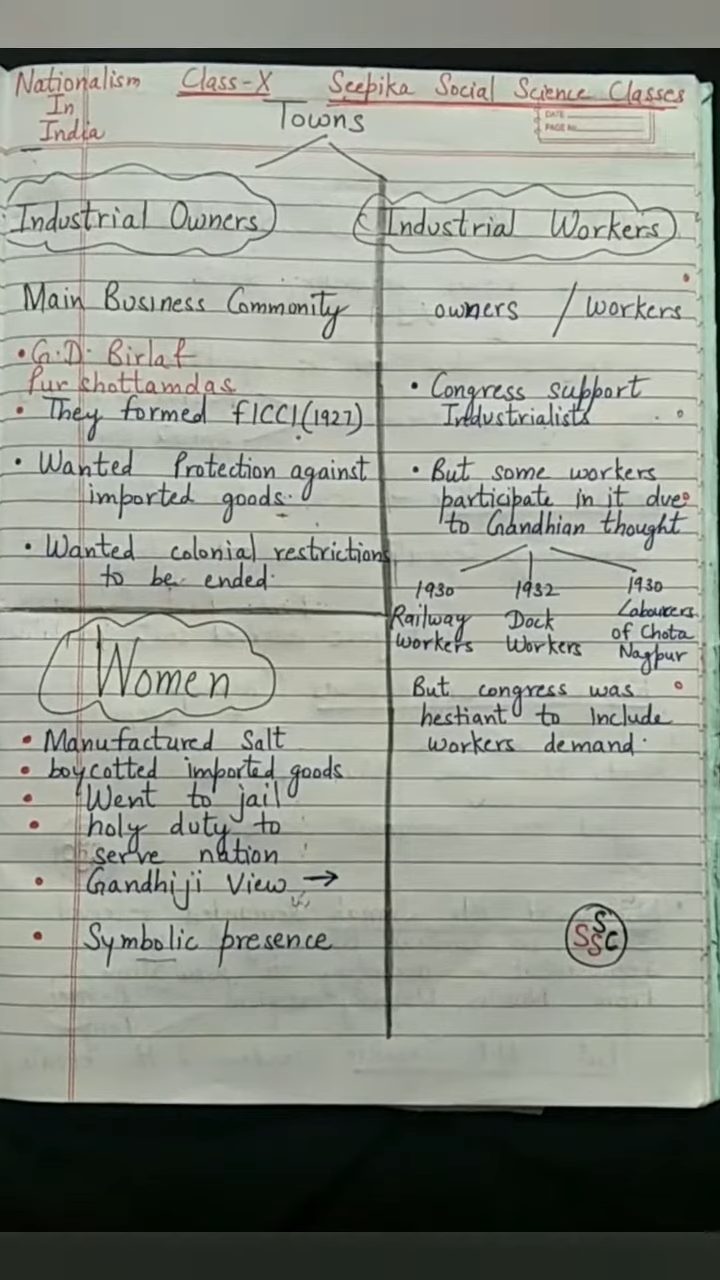 Nationalism Class-X Seepika Social Science Classes
In
India
Towns
DATE
PAGE No.
Industrial Owners
Main Business Commonity
• G.D. Birlaf
Purshottamdas
• They formed FICCI (1927)
• Wanted Protection against
imported goods.
• Wanted colonial restrictions
to be ended.
Industrial Workers
owners / workers
• Congress support
Industrialists
• But some workers
participate in it due
to Gandhian thought
1930 1932 1930
Railway workers
Dock Workers
Labourers of Chota Nagpur
But congress was
hestiant to Include
workers demand.
Women
• Manufactured Salt
• boycotted imported goods
• Went to jail
• holy duty to
serve nation
• Gandhiji View →
• Symbolic presence
SSSC